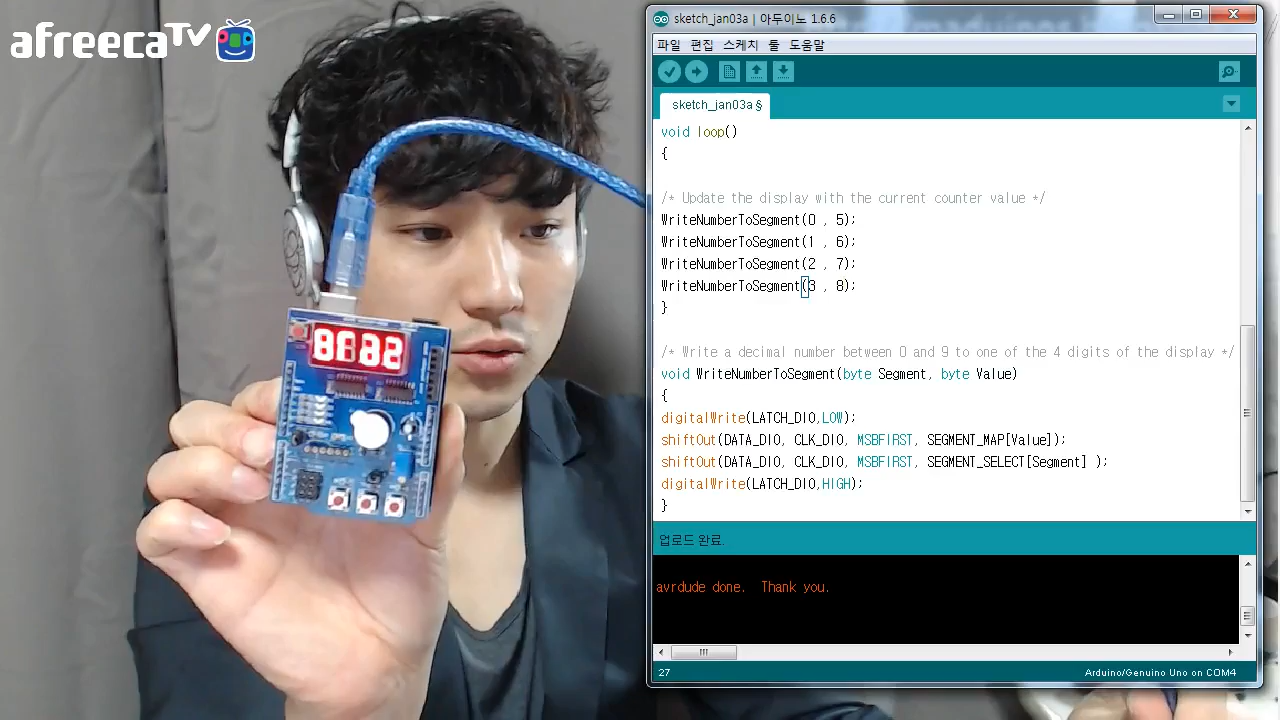 afreecaTV
sketch_jan03a | 아두이노 1.6.6
파일 편집 스케치 툴 도움말
sketch_jan03a §
void loop()
{
/* Update the display with the current counter value */
WriteNumberToSegment(0 , 5);
WriteNumberToSegment(1 , 6);
WriteNumberToSegment(2 , 7);
WriteNumberToSegment(3 , 8);
}
/* Write a decimal number between 0 and 9 to one of the 4 digits of the display */
void WriteNumberToSegment(byte Segment, byte Value)
{
digitalWrite(LATCH_DIO,LOW);
shiftOut(DATA_DIO, CLK_DIO, MSBFIRST, SEGMENT_MAP[Value]);
shiftOut(DATA_DIO, CLK_DIO, MSBFIRST, SEGMENT_SELECT[Segment] );
digitalWrite(LATCH_DIO,HIGH);
}
업로드 완료.
avrdude done.  Thank you.
27
Arduino/Genuino Uno on COM4